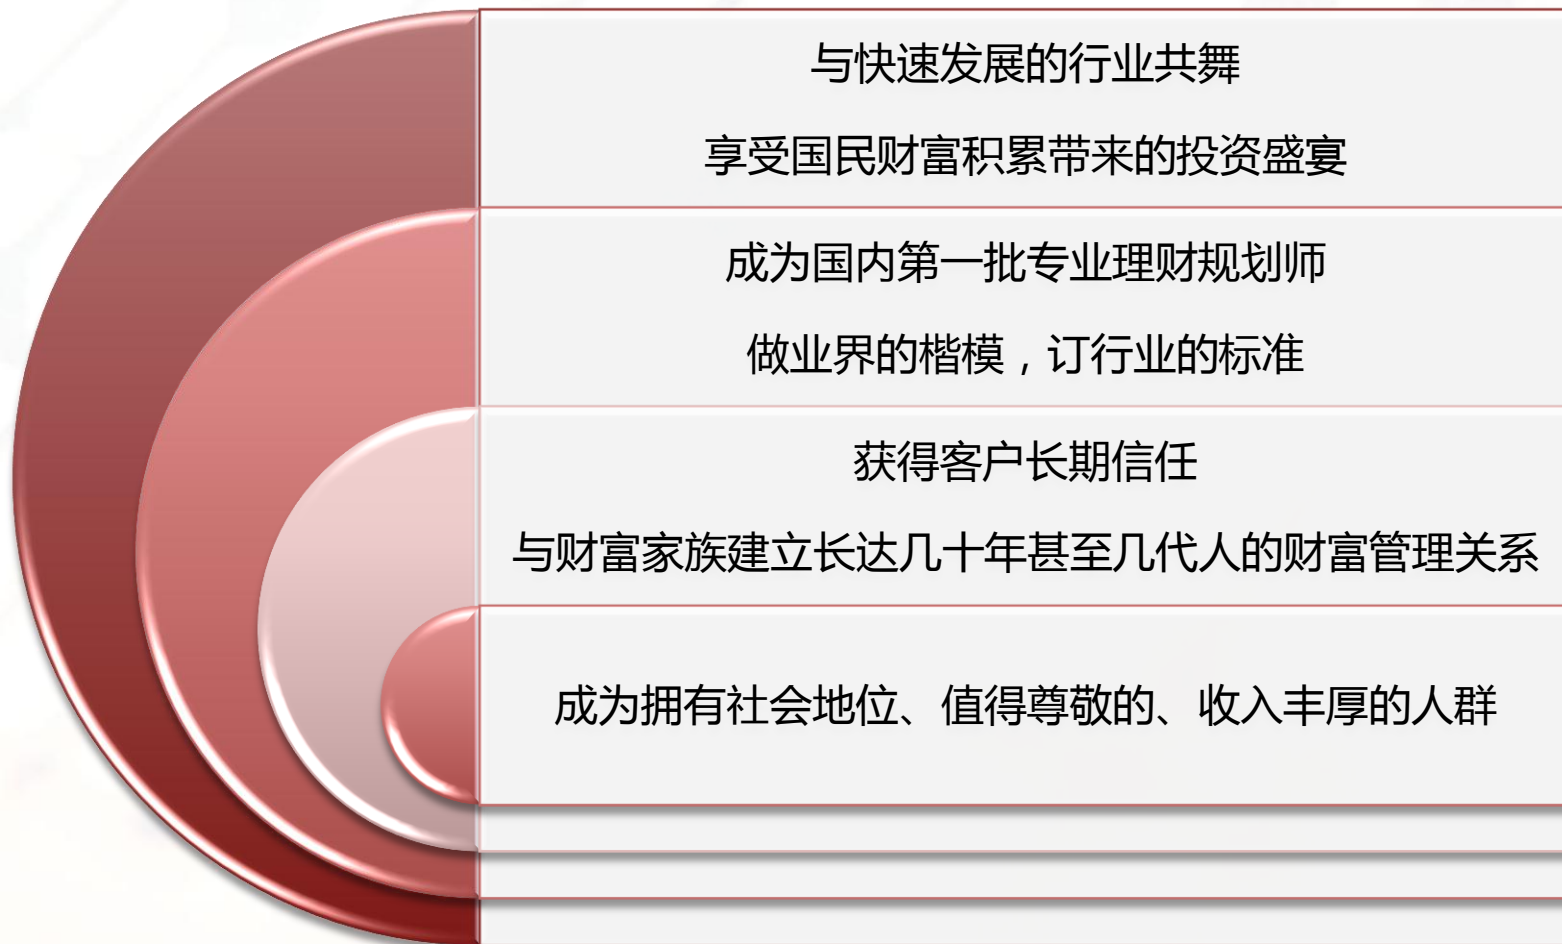 与快速发展的行业共舞
享受国民财富积累带来的投资盛宴
成为国内第一批专业理财规划师
做业界的楷模，订行业的标准
获得客户长期信任
与财富家族建立长达几十年甚至几代人的财富管理关系
成为拥有社会地位、值得尊敬的、收入丰厚的人群